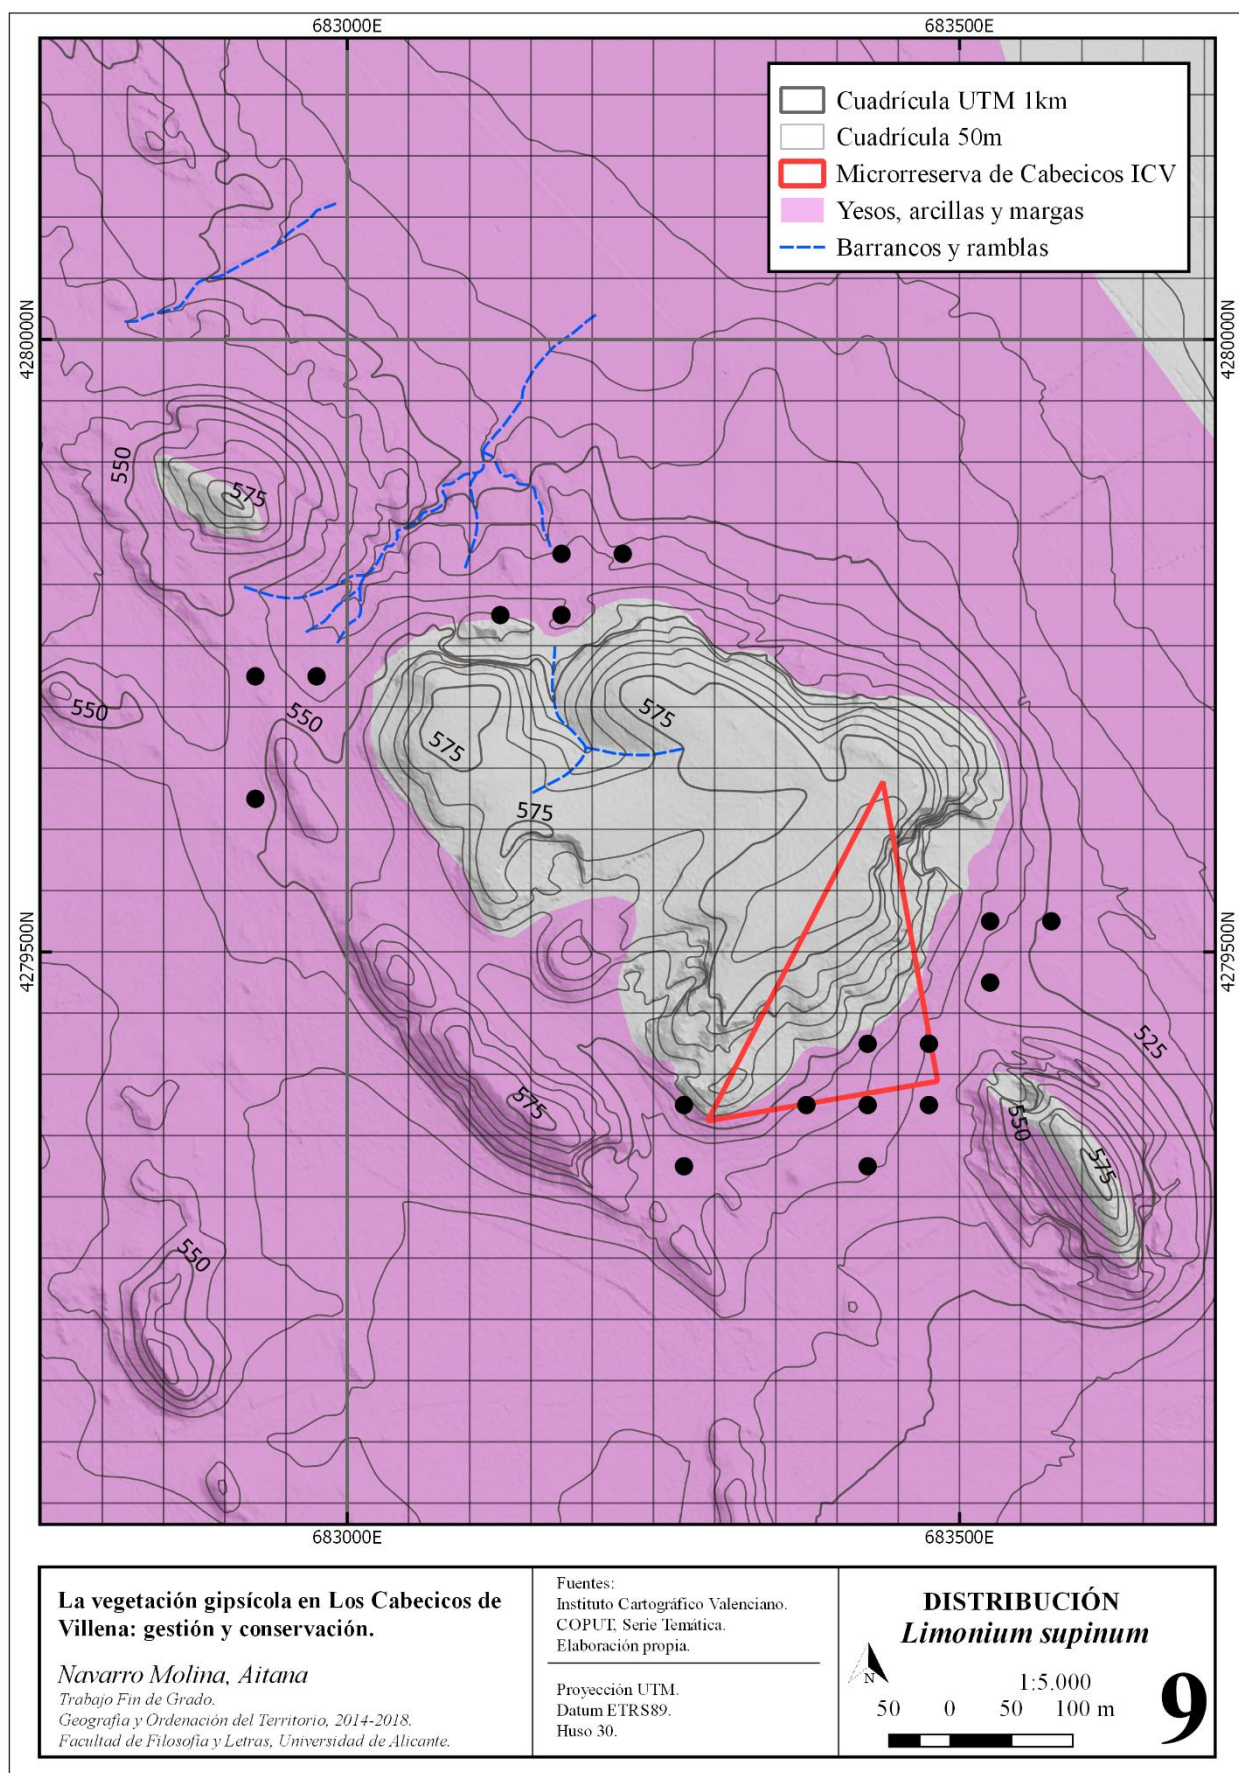 683000E
683500E
Cuadrícula UTM 1km
Cuadrícula 50m
Microrreserva de Cabecicos ICV
Yesos, arcillas y margas
Barrancos y ramblas
4280000N
4280000N
550
575
550
550
575
575
575
4279500N
4279500N
525
575
550
575
550
683000E
683500E
La vegetación gipsícola en Los Cabecicos de
Villena: gestión y conservación.
Navarro Molina, Aitana
Trabajo Fin de Grado.
Geografía y Ordenación del Territorio, 2014-2018.
Facultad de Filosofía y Letras, Universidad de Alicante.
Fuentes:
Instituto Cartográfico Valenciano.
COPUT, Serie Temática.
Elaboración propia.
Proyección UTM.
Datum ETRS89.
Huso 30.
DISTRIBUCIÓN
Limonium supinum
N
1:5.000
50 0 50 100 m
9